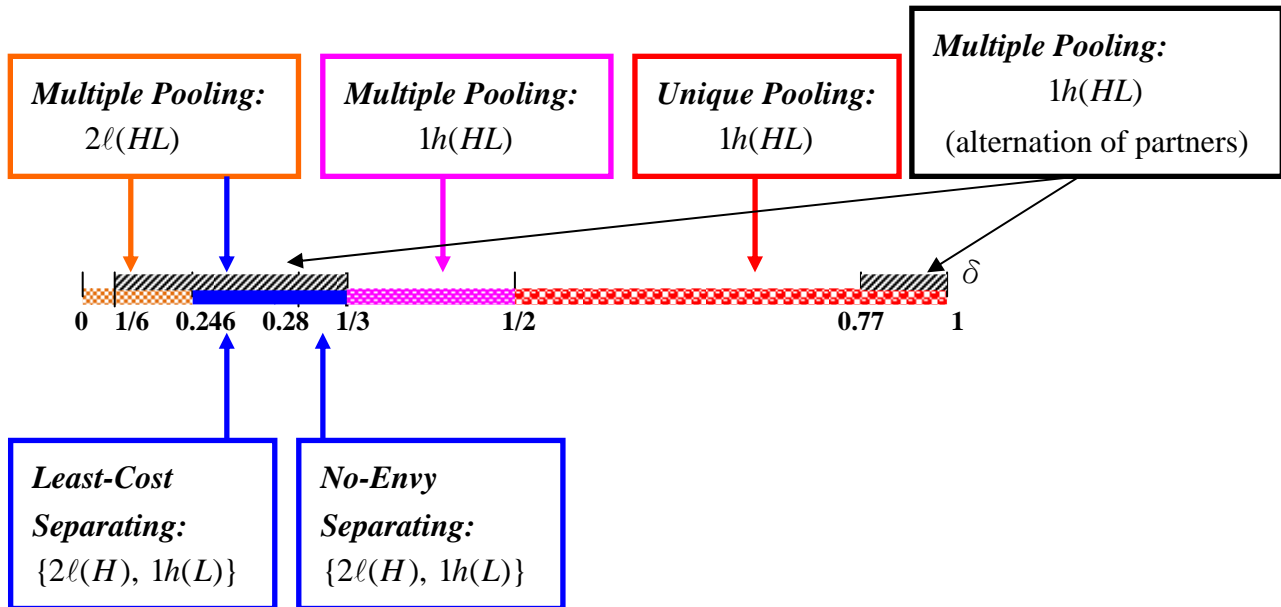 Multiple Pooling:
2ℓ(HL)
Multiple Pooling:
1h(HL)
Unique Pooling:
1h(HL)
Multiple Pooling:
1h(HL)
(alternation of partners)
δ
0 1/6 0.246 0.28 1/3 1/2 0.77 1
Least-Cost
Separating:
{2ℓ(H), 1h(L)}
No-Envy
Separating:
{2ℓ(H), 1h(L)}